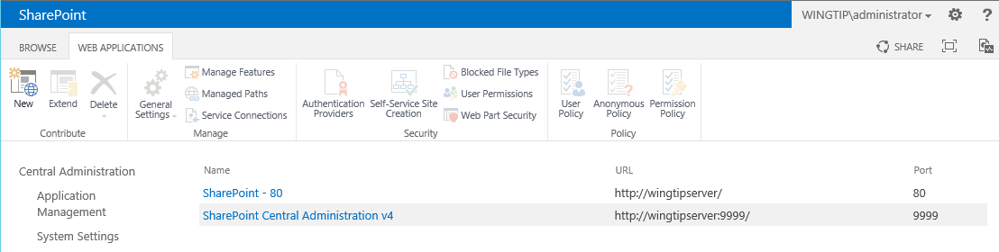 SharePoint
WINGTIP\administrator
?
BROWSE
WEB APPLICATIONS
SHARE
New
Extend
Delete
Contribute
General
Settings
Manage Features
Managed Paths
Service Connections
Manage
Authentication
Providers
Self-Service Site
Creation
Blocked File Types
User Permissions
Web Part Security
Security
User
Policy
Anonymous
Policy
Permission
Policy
Policy
Central Administration
Application
Management
System Settings
Name URL Port
SharePoint - 80 http://wingtipserver/ 80
SharePoint Central Administration v4 http://wingtipserver:9999/ 9999